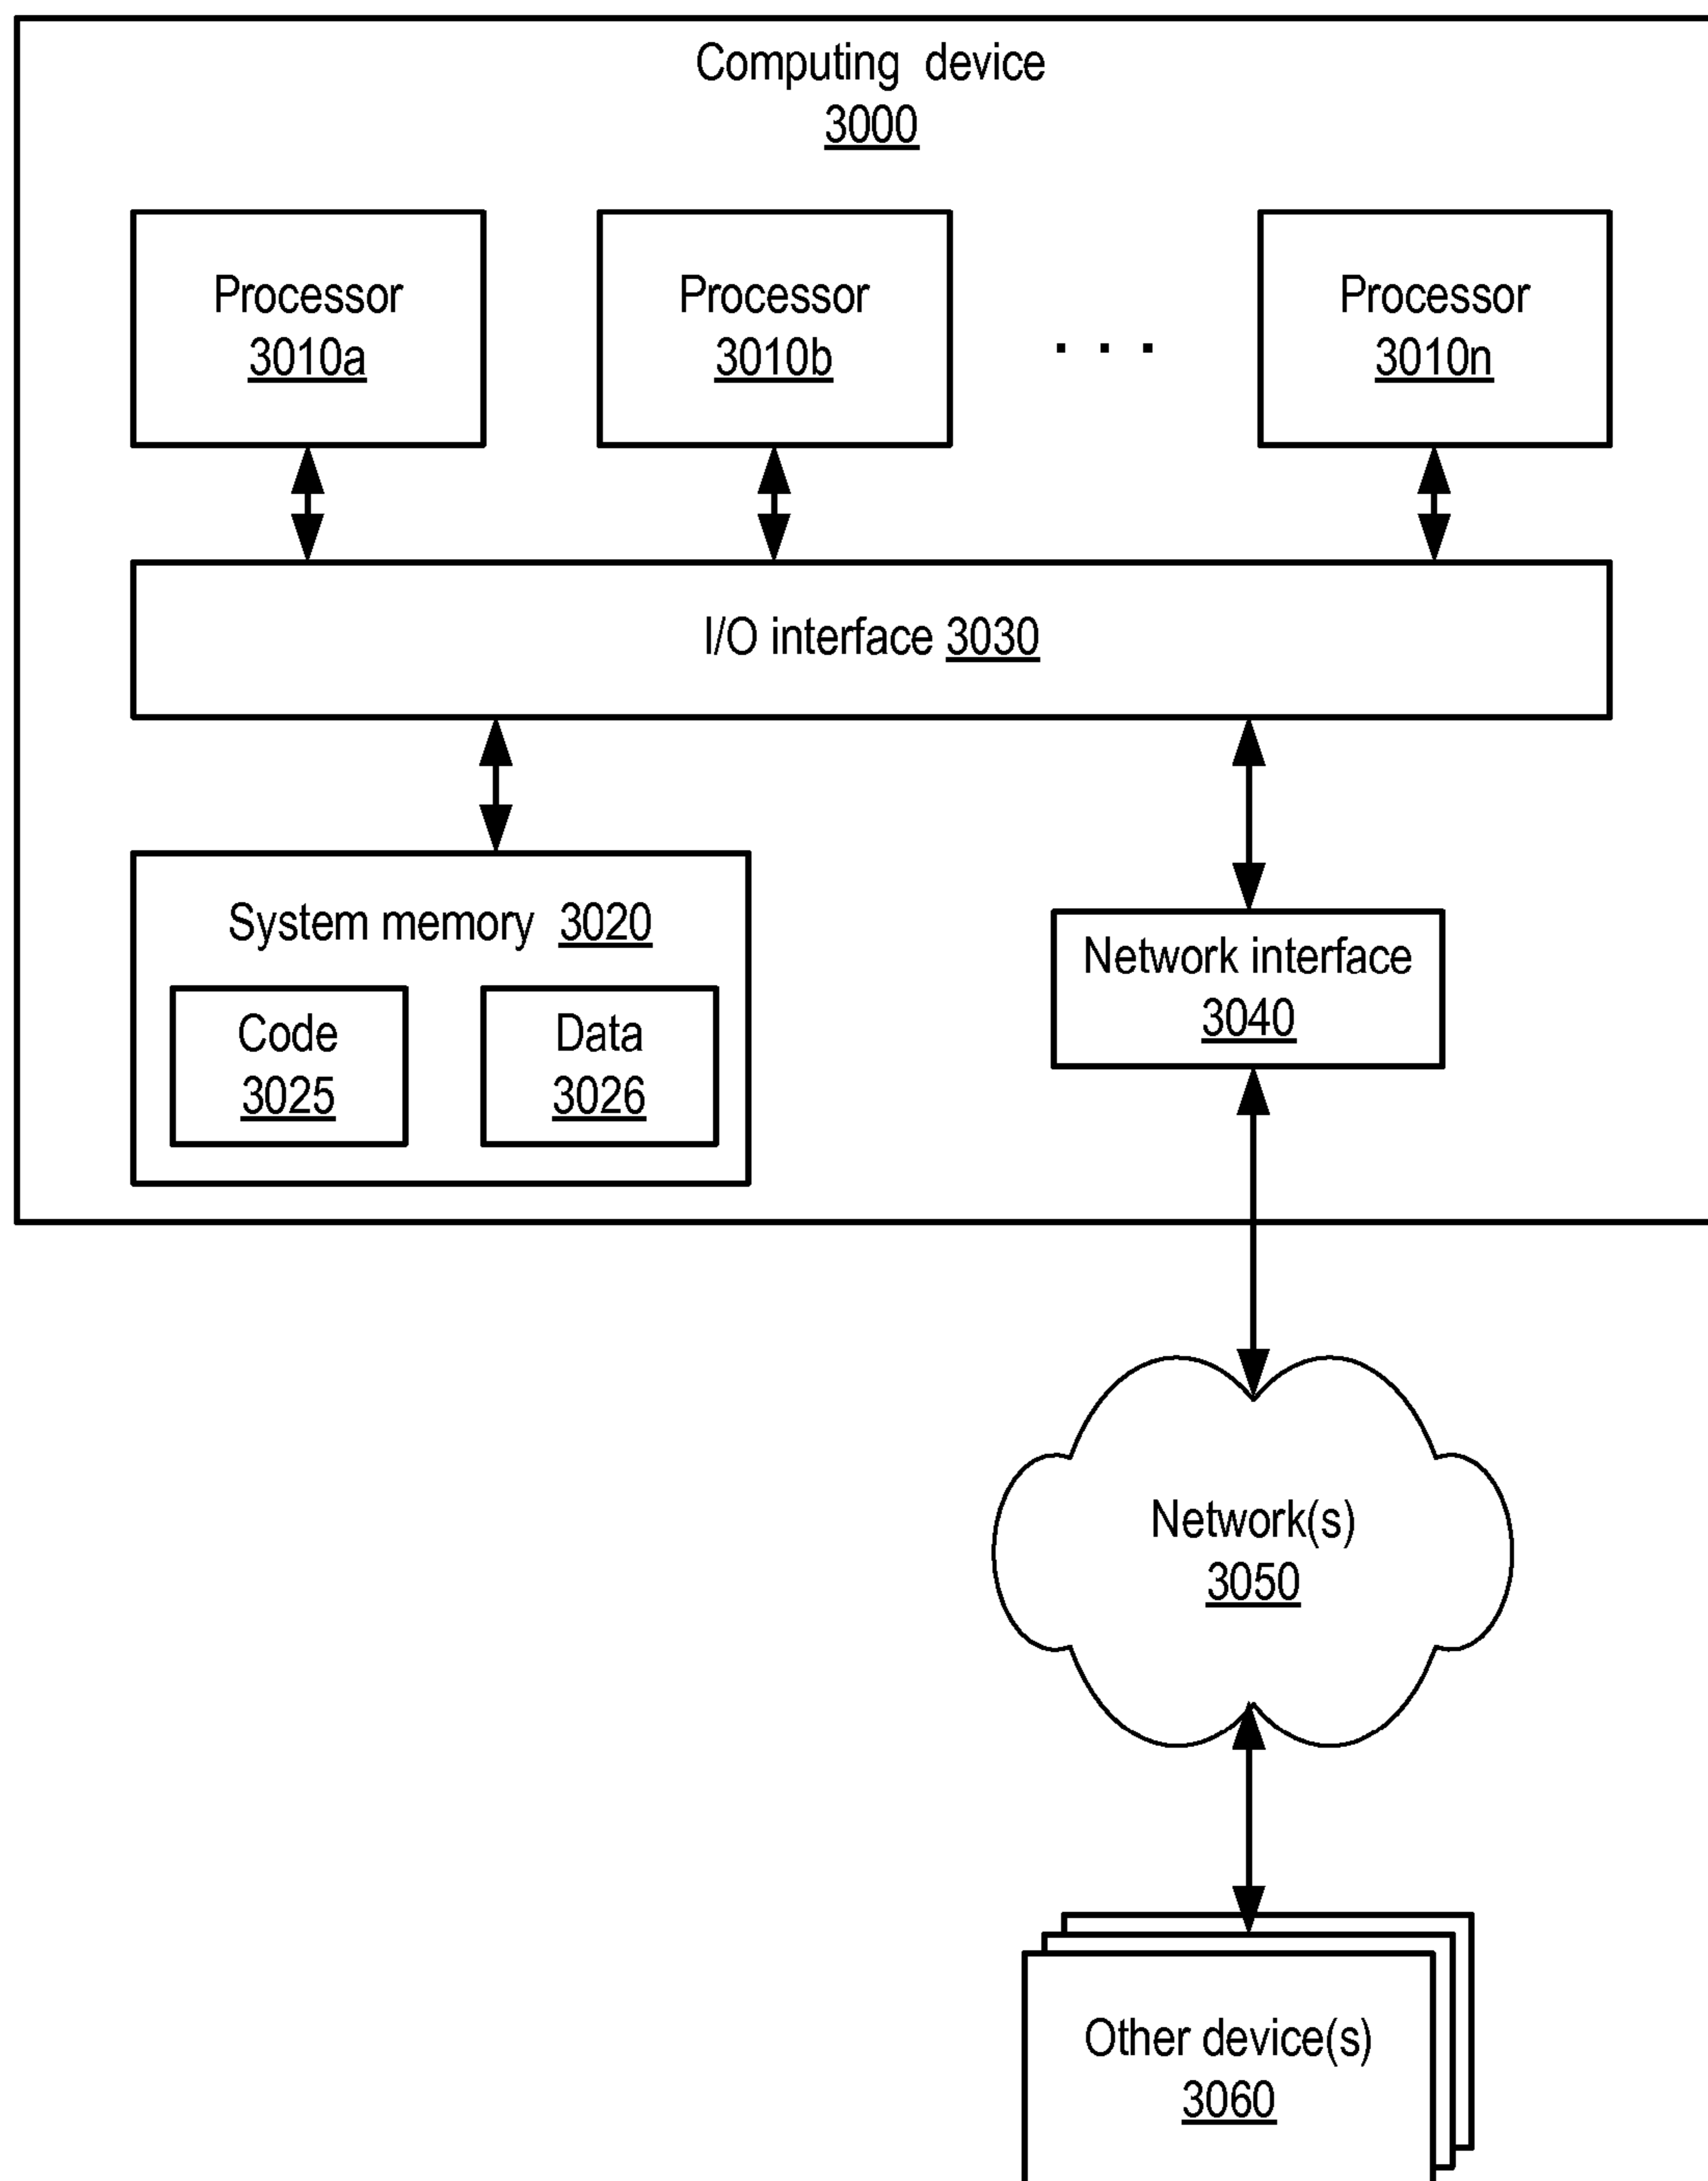 Computing device
3000
Processor
3010a
Processor
3010b
. . .
Processor
3010n
I/O interface 3030
System memory 3020
Code
3025
Data
3026
Network interface
3040
Network(s)
3050
Other device(s)
3060